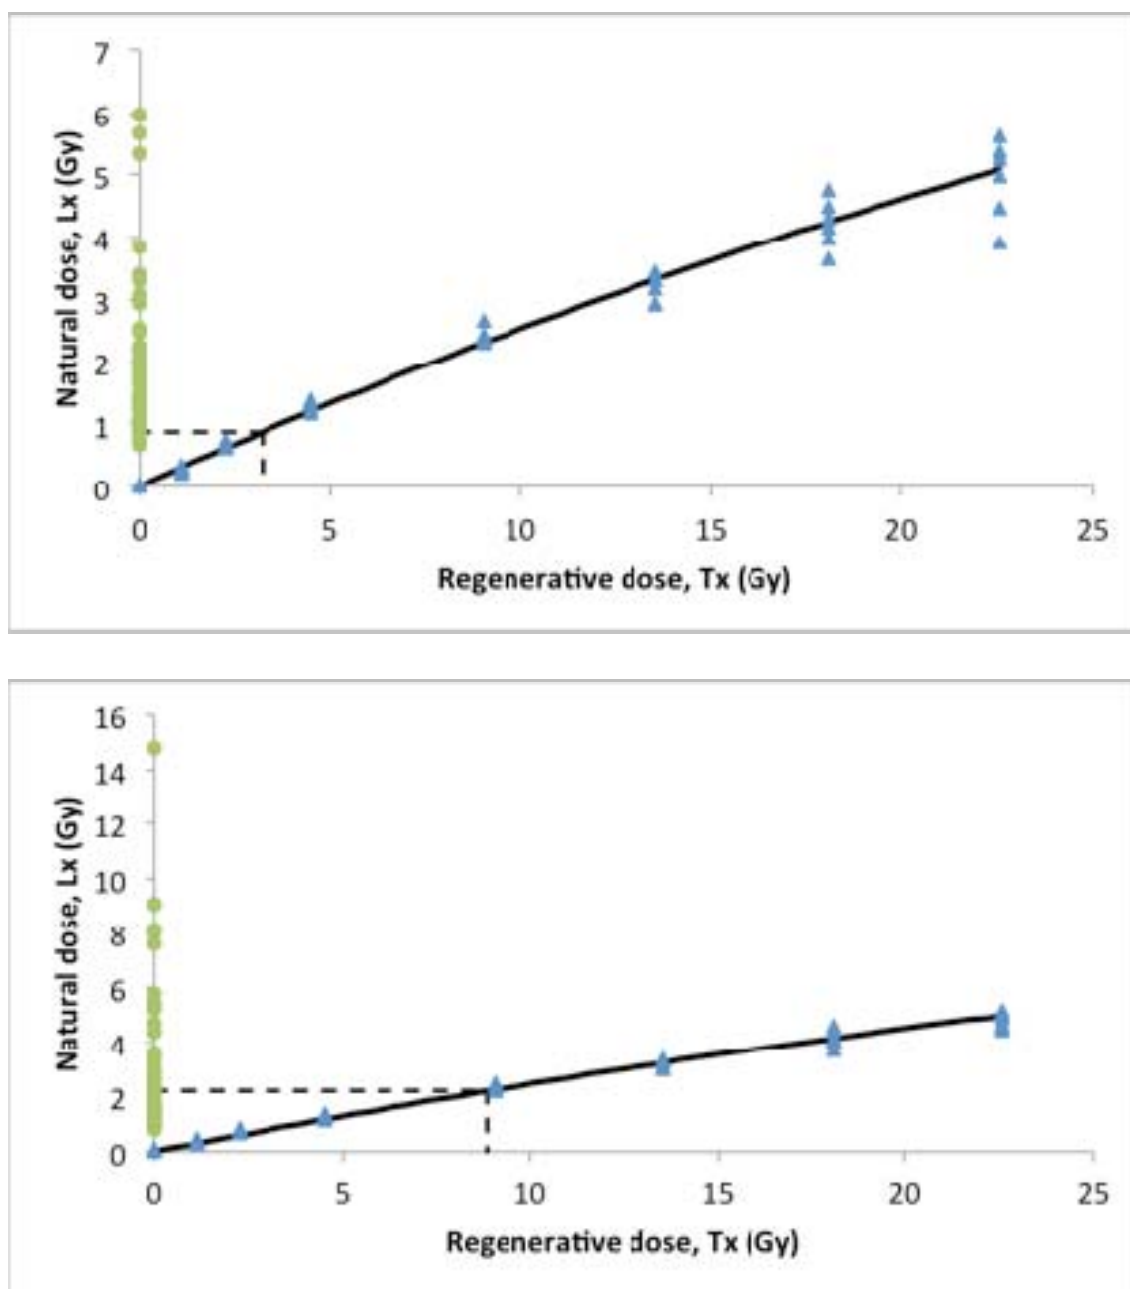 7
6
5
4
3
2
1
0
Natural dose, Lx (Gy)
0 5 10 15 20 25
Regenerative dose, Tx (Gy)
16
14
12
10
8
6
4
2
0
Natural dose, Lx (Gy)
0 5 10 15 20 25
Regenerative dose, Tx (Gy)